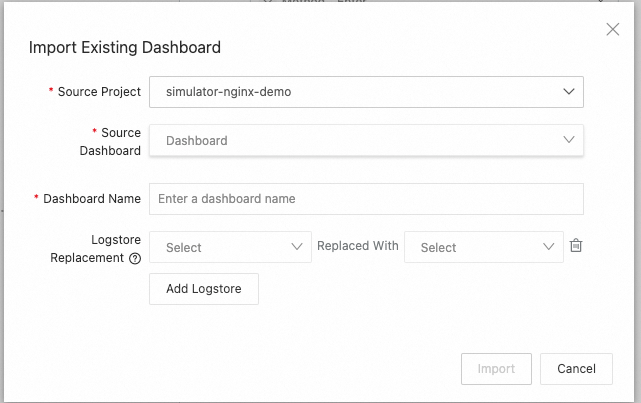 Import Existing Dashboard
* Source Project simulator-nginx-demo
* Source
Dashboard
Dashboard
* Dashboard Name Enter a dashboard name
Logstore
Replacement
Select Replaced With Select
Add Logstore
Import Cancel